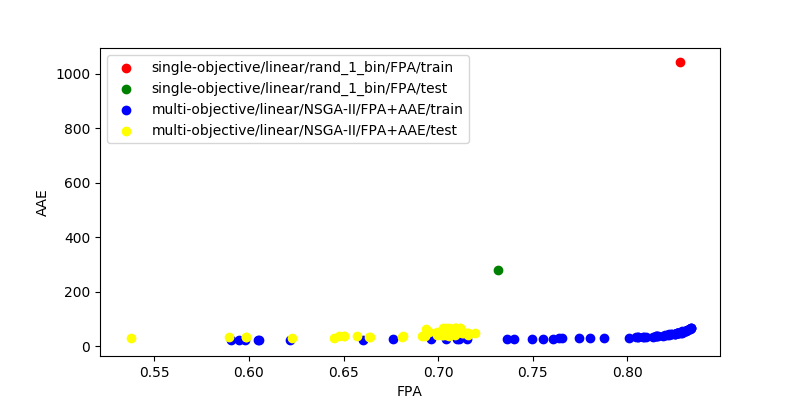 single-objective/linear/rand_1_bin/FPA/train
single-objective/linear/rand_1_bin/FPA/test
multi-objective/linear/NSGA-II/FPA+AAE/train
multi-objective/linear/NSGA-II/FPA+AAE/test
AAE
1000
800
600
400
200
0
0.55 0.60 0.65 0.70 0.75 0.80
FPA